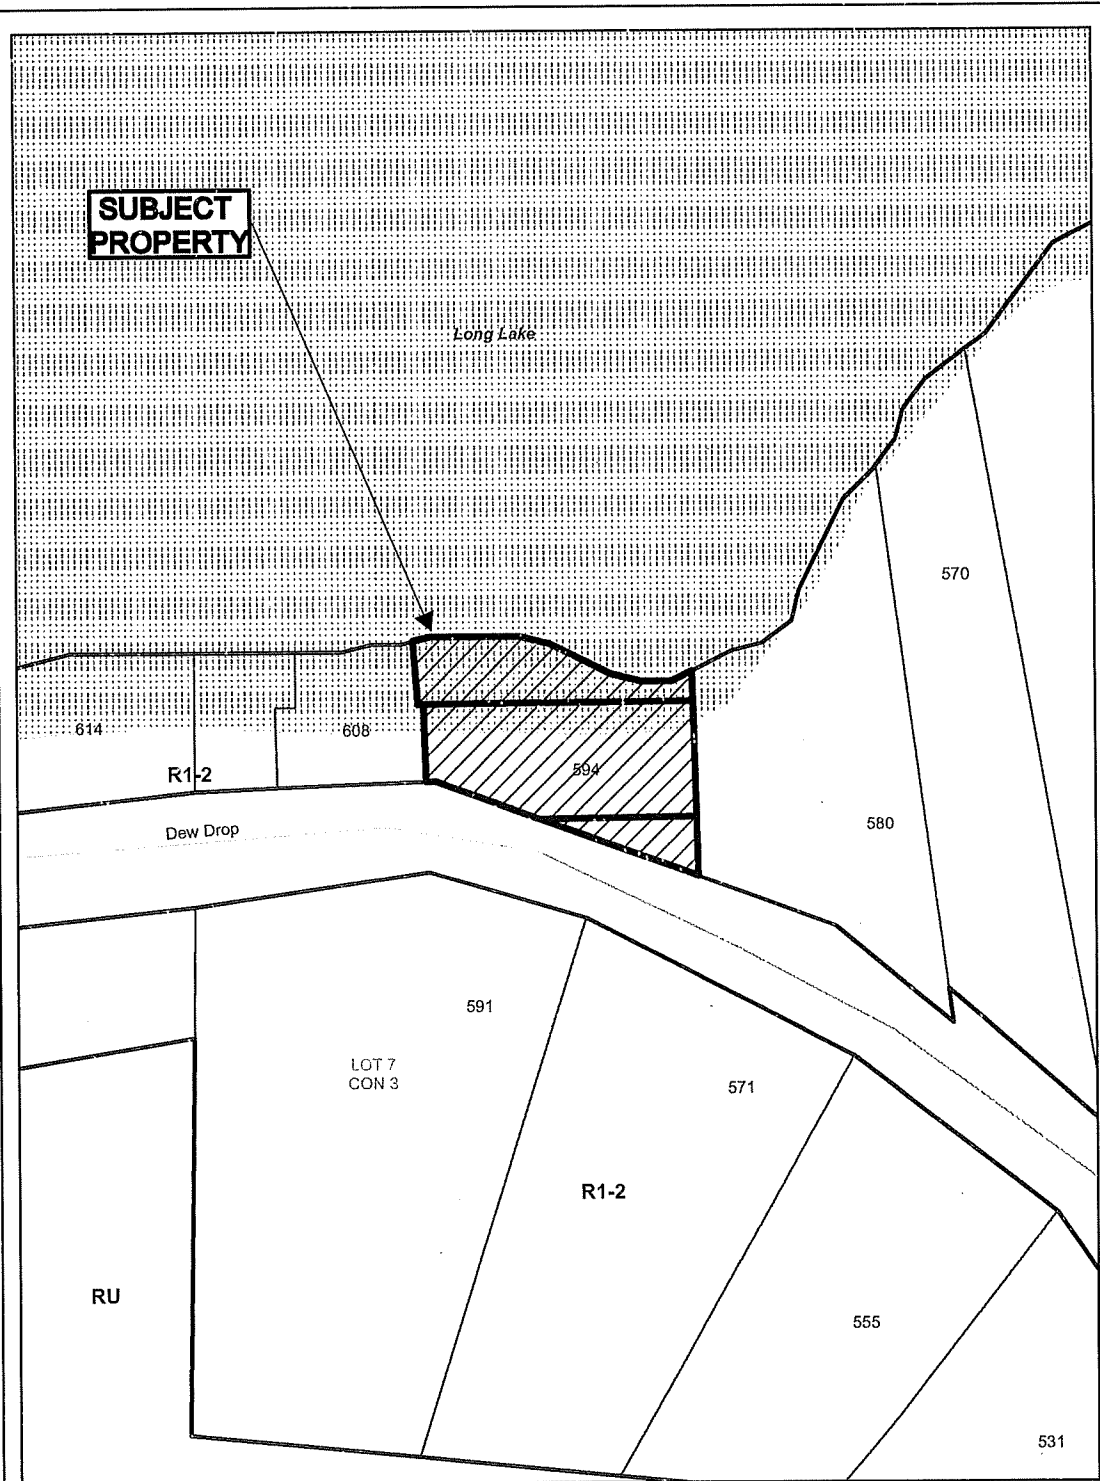 SUBJECT
PROPERTY
Long Lake
570
614
608
R1-2
594
Dew Drop
580
591
LOT 7
CON 3
571
R1-2
RU
555
531